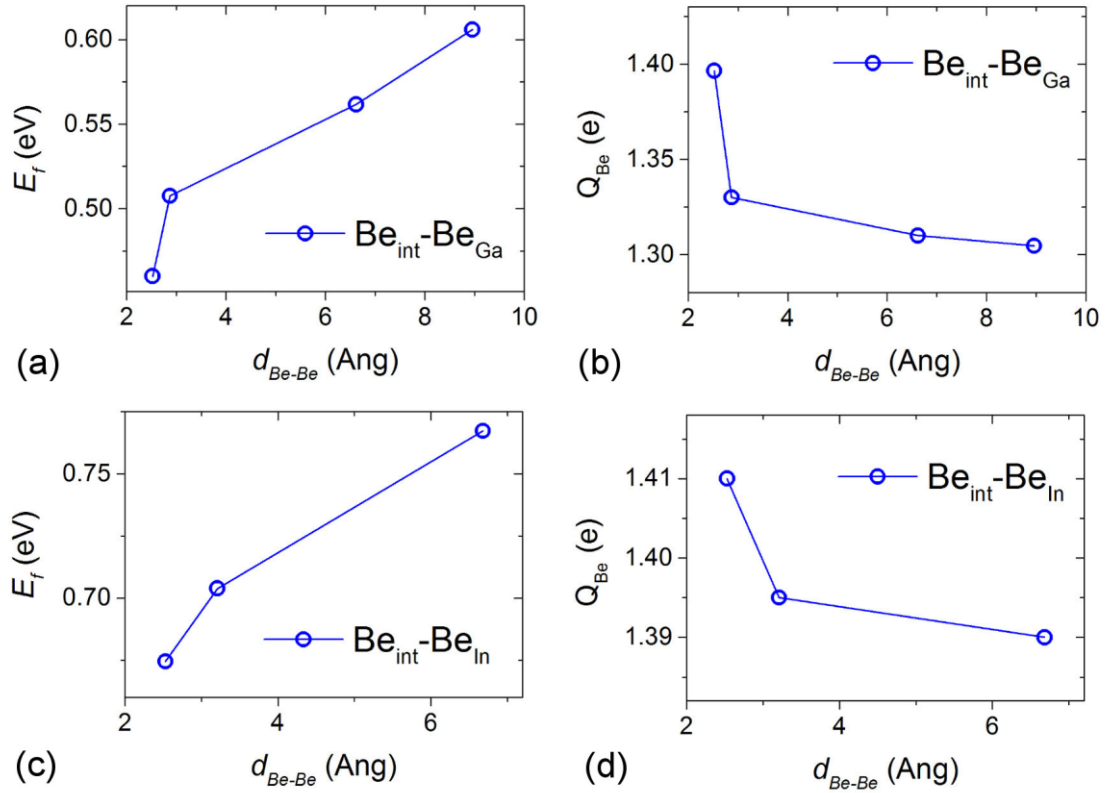 0.60
0.55
0.50
E_f (eV)
Be_int-Be_Ga
2 4 6 8 10
(a)
d_Be-Be (Ang)
1.40
1.35
1.30
Q_Be (e)
Be_int-Be_Ga
2 4 6 8 10
(b)
d_Be-Be (Ang)
0.75
0.70
E_f (eV)
Be_int-Be_In
2 4 6
(c)
d_Be-Be (Ang)
1.41
1.40
1.39
Q_Be (e)
Be_int-Be_In
2 4 6
(d)
d_Be-Be (Ang)